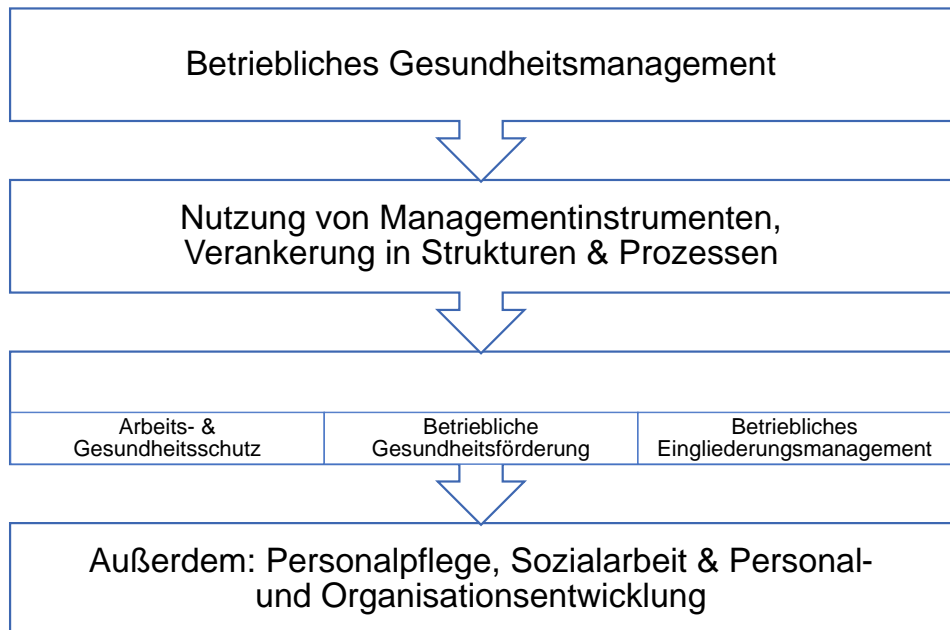 Betriebliches Gesundheitsmanagement
Nutzung von Managementinstrumenten,
Verankerung in Strukturen & Prozessen
Arbeits- &
Gesundheitsschutz
Betriebliche
Gesundheitsförderung
Betriebliches
Eingliederungsmanagement
Außerdem: Personalpflege, Sozialarbeit & Personal-
und Organisationsentwicklung